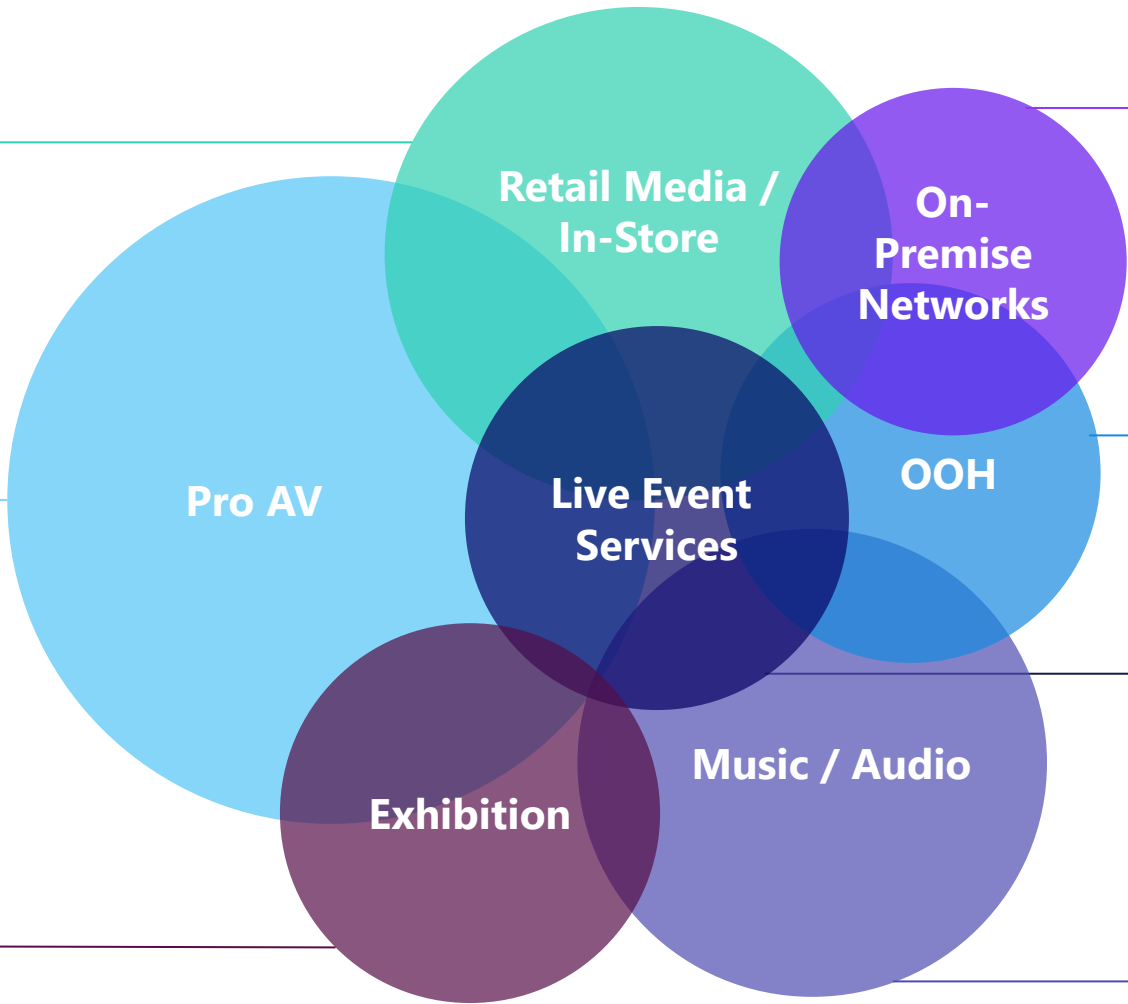 Retail Media /
In-Store
On-
Premise
Networks
Pro AV
Live Event
Services
OOH
Music / Audio
Exhibition